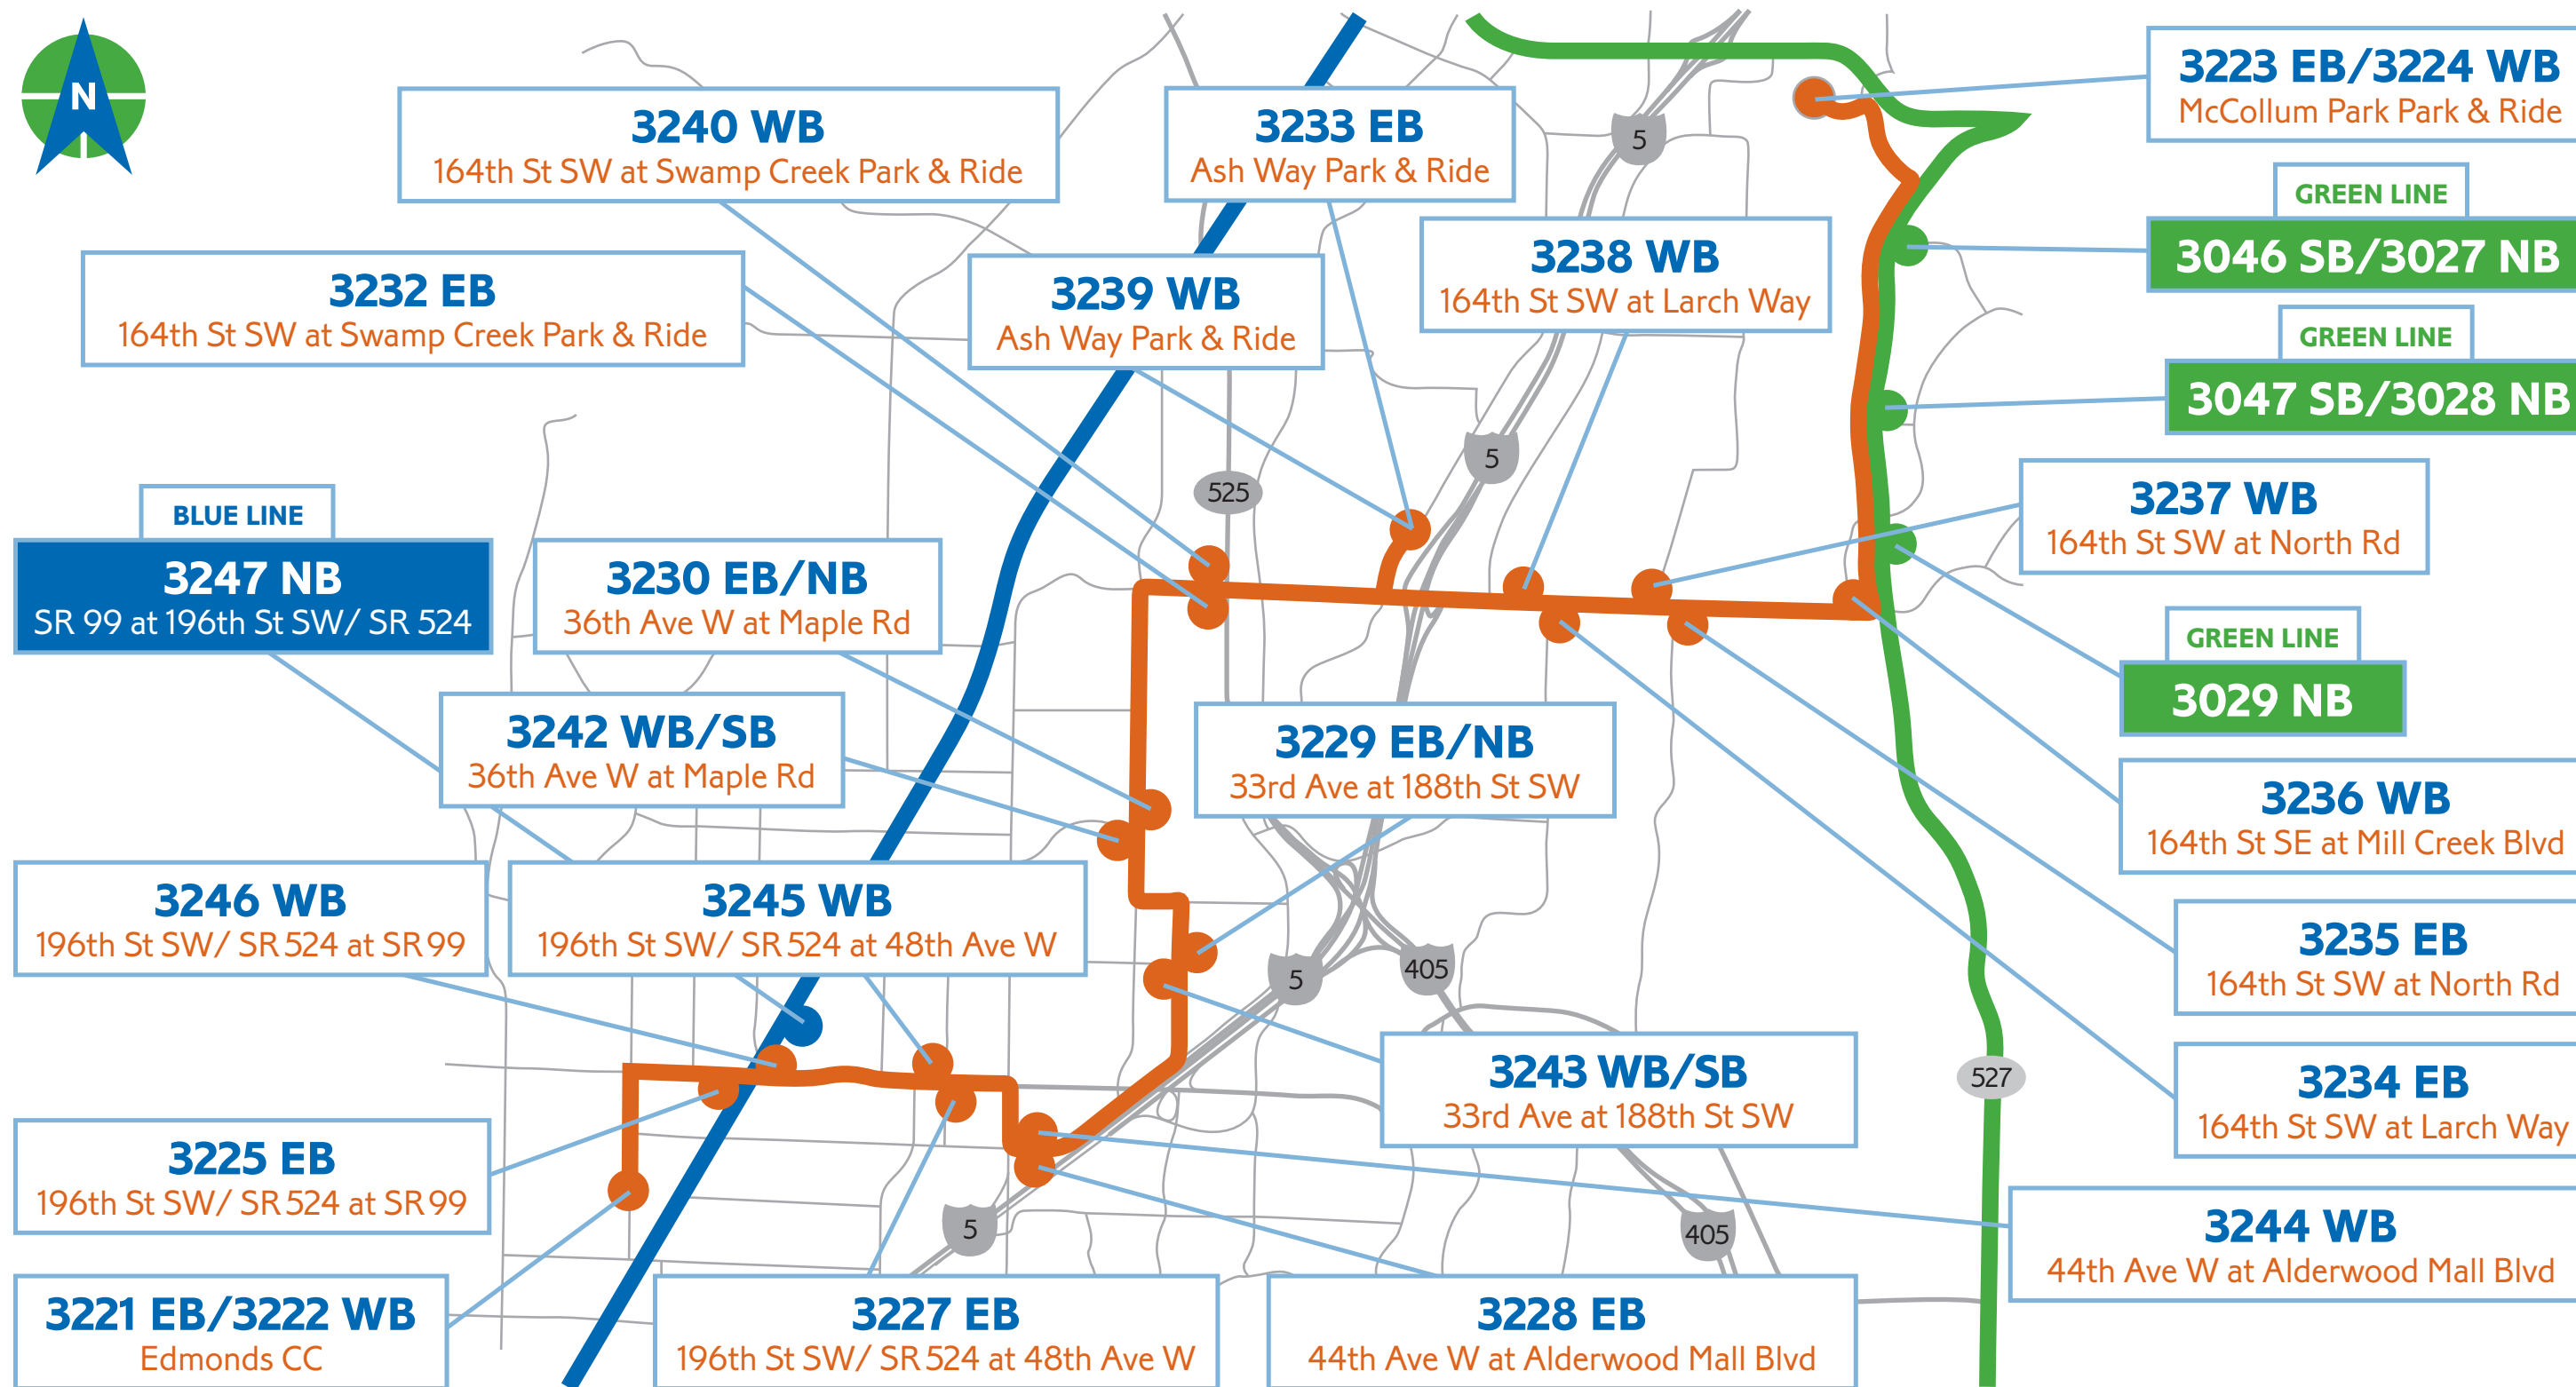 N
3240 WB
164th St SW at Swamp Creek Park & Ride
3233 EB
Ash Way Park & Ride
5
3223 EB/3224 WB
McCollum Park Park & Ride
GREEN LINE
3046 SB/3027 NB
3232 EB
164th St SW at Swamp Creek Park & Ride
3239 WB
Ash Way Park & Ride
3238 WB
164th St SW at Larch Way
GREEN LINE
3047 SB/3028 NB
5
525
3237 WB
164th St SW at North Rd
BLUE LINE
3247 NB
SR 99 at 196th St SW/ SR 524
3230 EB/NB
36th Ave W at Maple Rd
GREEN LINE
3029 NB
3242 WB/SB
36th Ave W at Maple Rd
3229 EB/NB
33rd Ave at 188th St SW
3236 WB
164th St SE at Mill Creek Blvd
3246 WB
196th St SW/ SR 524 at SR 99
3245 WB
196th St SW/ SR 524 at 48th Ave W
5
405
3235 EB
164th St SW at North Rd
3243 WB/SB
33rd Ave at 188th St SW
527
3234 EB
164th St SW at Larch Way
3225 EB
196th St SW/ SR 524 at SR 99
5
405
3244 WB
44th Ave W at Alderwood Mall Blvd
3221 EB/3222 WB
Edmonds CC
3227 EB
196th St SW/ SR 524 at 48th Ave W
3228 EB
44th Ave W at Alderwood Mall Blvd